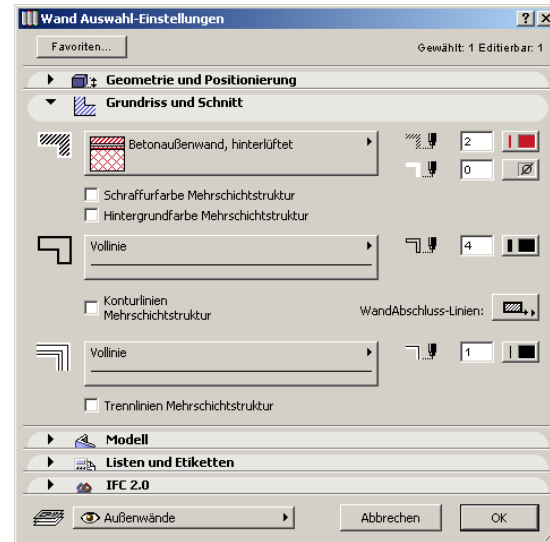 Wand Auswahl-Einstellungen
Favoriten...
Gewählt: 1 Editierbar: 1
Geometrie und Positionierung
Grundriss und Schnitt
Betonaußenwand, hinterlüftet
2
0
Schraffurfarbe Mehrschichtstruktur
Hintergrundfarbe Mehrschichtstruktur
Vollinie
4
Konturlinien
Mehrschichtstruktur
WandAbschluss-Linien:
Vollinie
1
Trennlinien Mehrschichtstruktur
Modell
Listen und Etiketten
IFC 2.0
Außenwände
Abbrechen
OK